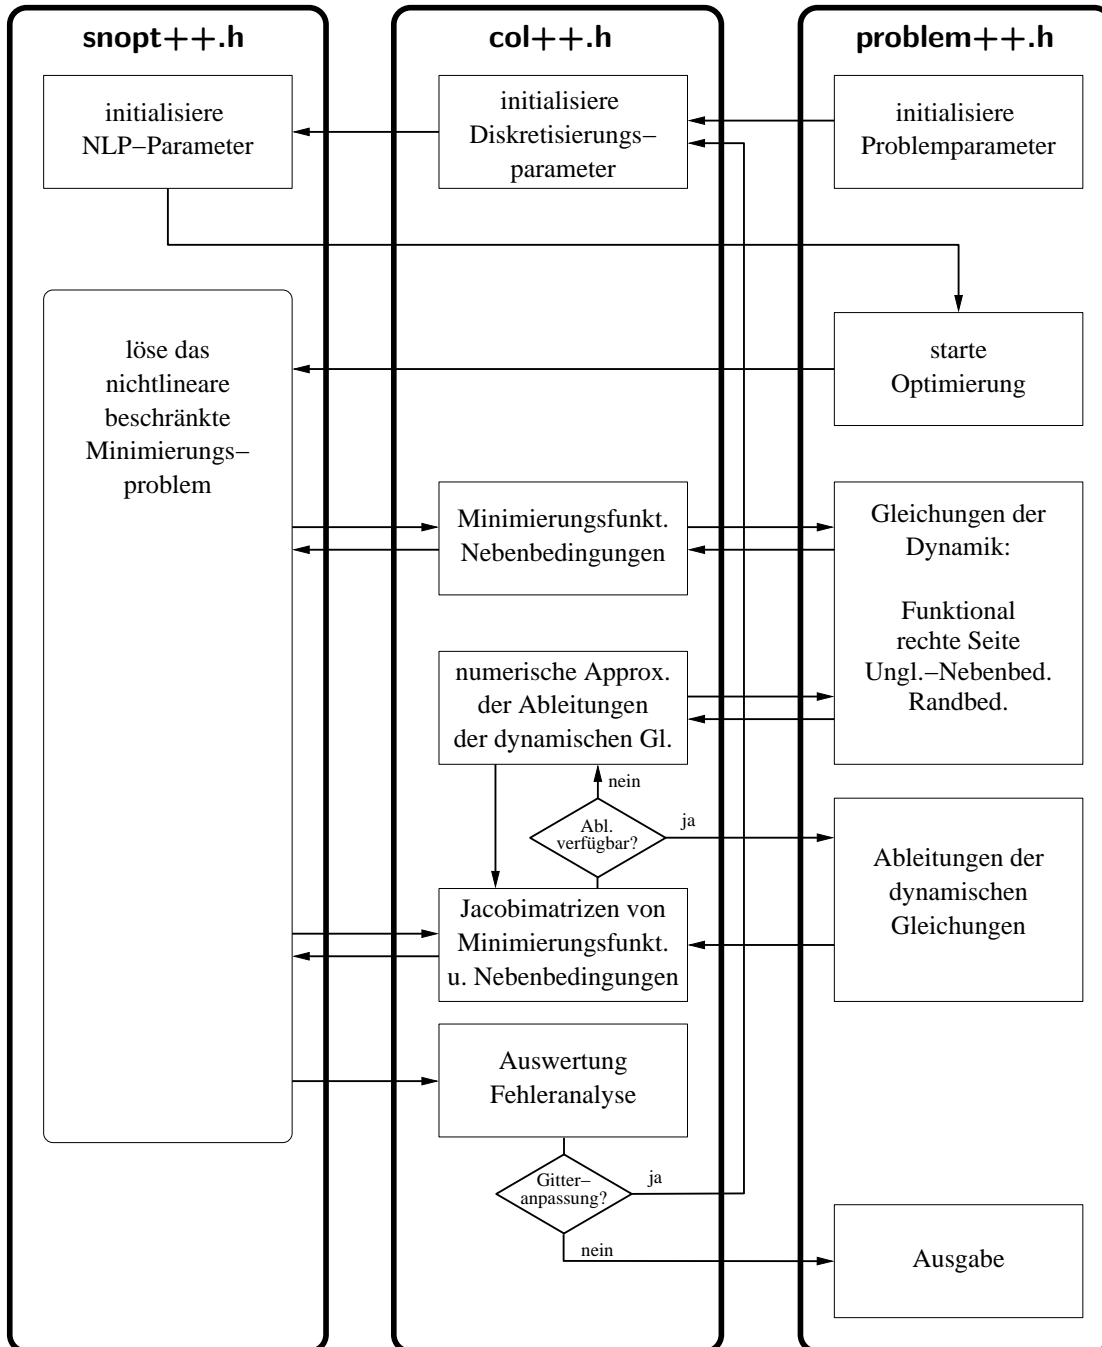 snopt++.h
col++.h
problem++.h
initialisiere
NLP–Parameter
initialisiere
Diskretisierungs–
parameter
initialisiere
Problemparameter
löse das
nichtlineare
beschränkte
Minimierungs–
problem
starte
Optimierung
Minimierungsfunkt.
Nebenbedingungen
Gleichungen der
Dynamik:
Funktional
rechte Seite
Ungl.–Nebenbed.
Randbed.
numerische Approx.
der Ableitungen
der dynamischen Gl.
nein
Abl.
verfügbar?
ja
Ableitungen der
dynamischen
Gleichungen
Jacobimatrizen von
Minimierungsfunkt.
u. Nebenbedingungen
Auswertung
Fehleranalyse
Gitter–
anpassung?
ja
nein
Ausgabe